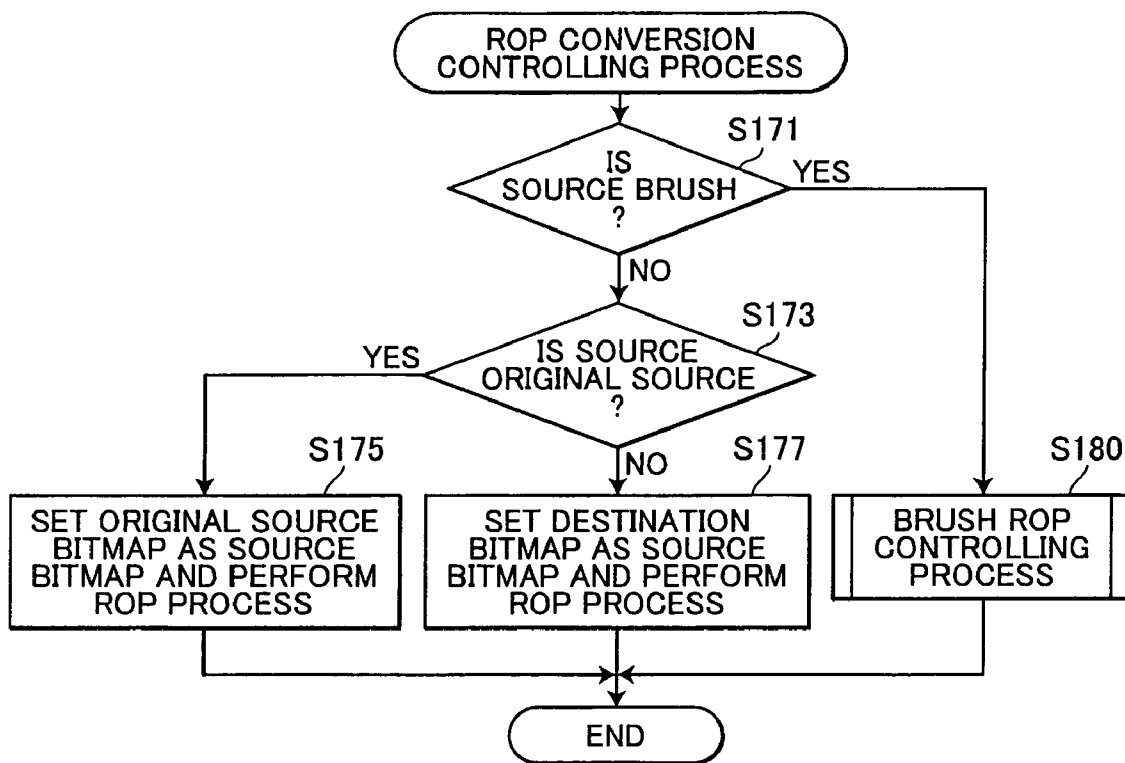 ROP CONVERSION
CONTROLLING PROCESS
S171
IS
SOURCE BRUSH
?
YES
NO
S173
IS SOURCE
ORIGINAL SOURCE
?
YES
NO
S175
SET ORIGINAL SOURCE
BITMAP AS SOURCE
BITMAP AND PERFORM
ROP PROCESS
S177
SET DESTINATION
BITMAP AS SOURCE
BITMAP AND PERFORM
ROP PROCESS
S180
BRUSH ROP
CONTROLLING
PROCESS
END